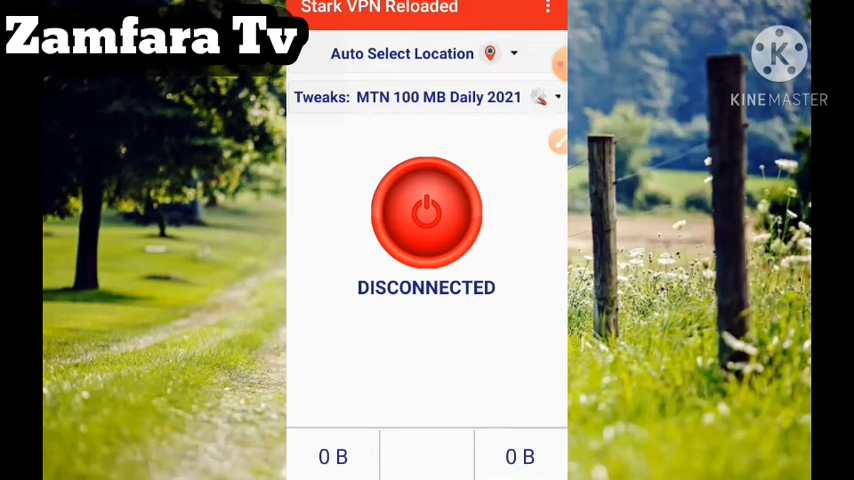 Stark VPN Reloaded
Zamfara Tv
Auto Select Location
Tweaks: MTN 100 MB Daily 2021
K
KINEMASTER
DISCONNECTED
0 B
0 B